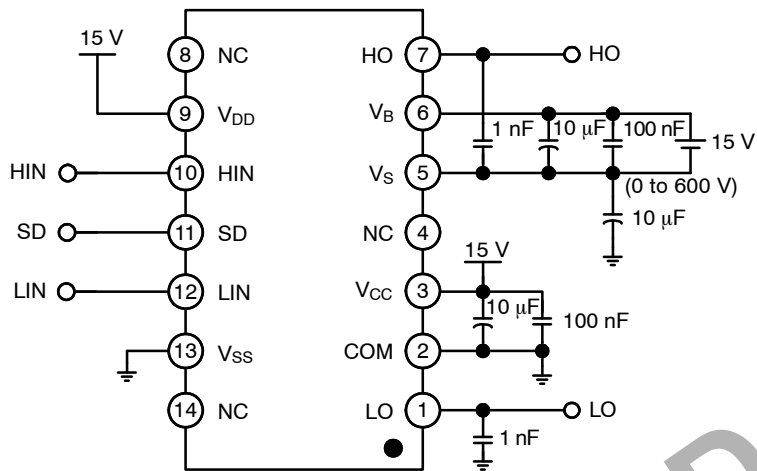 15 V
8 NC
HO 7
HO
9 VDD
VB 6
1 nF
10 μF
100 nF
15 V
HIN
10 HIN
VS 5
(0 to 600 V)
10 μF
SD
11 SD
NC 4
15 V
LIN
12 LIN
VCC 3
10 μF
100 nF
13 VSS
COM 2
14 NC
LO 1
LO
1 nF